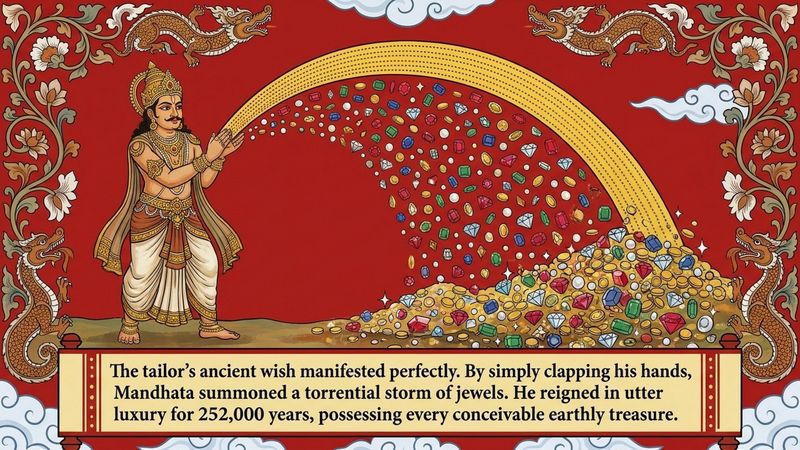 The tailor's ancient wish manifested perfectly. By simply clapping his hands,
Mandhata summoned a torrential storm of jewels. He reigned in utter
luxury for 252,000 years, possessing every conceivable earthly treasure.